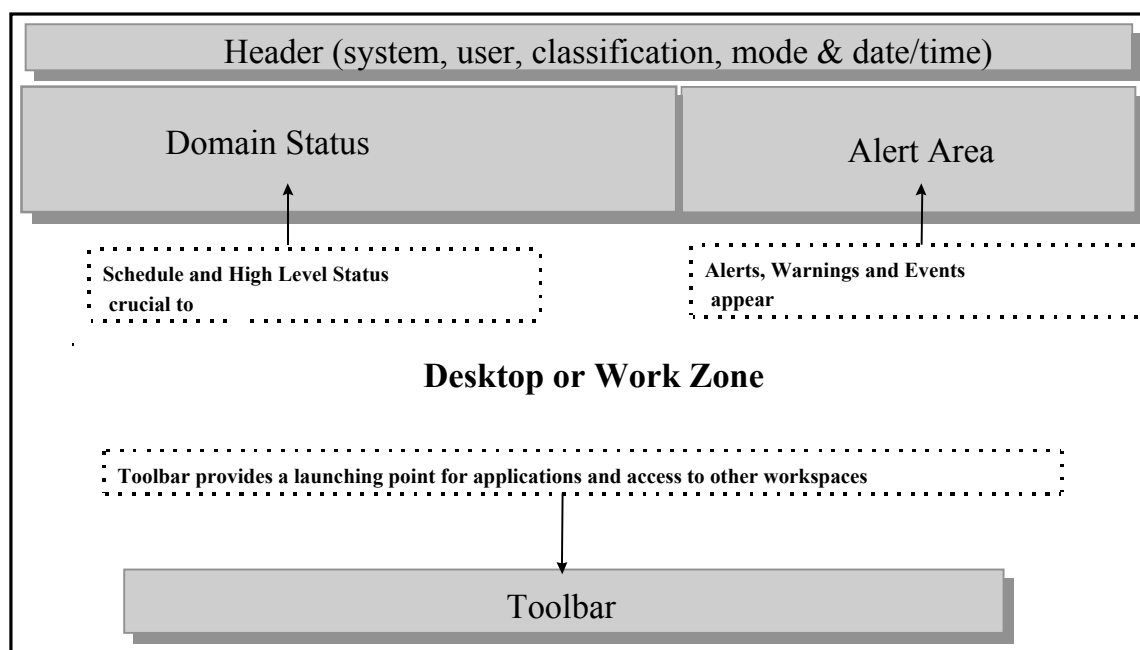 Header (system, user, classification, mode & date/time)
Domain Status
Alert Area
Schedule and High Level Status
crucial to
Alerts, Warnings and Events
appear
Desktop or Work Zone
Toolbar provides a launching point for applications and access to other workspaces
Toolbar